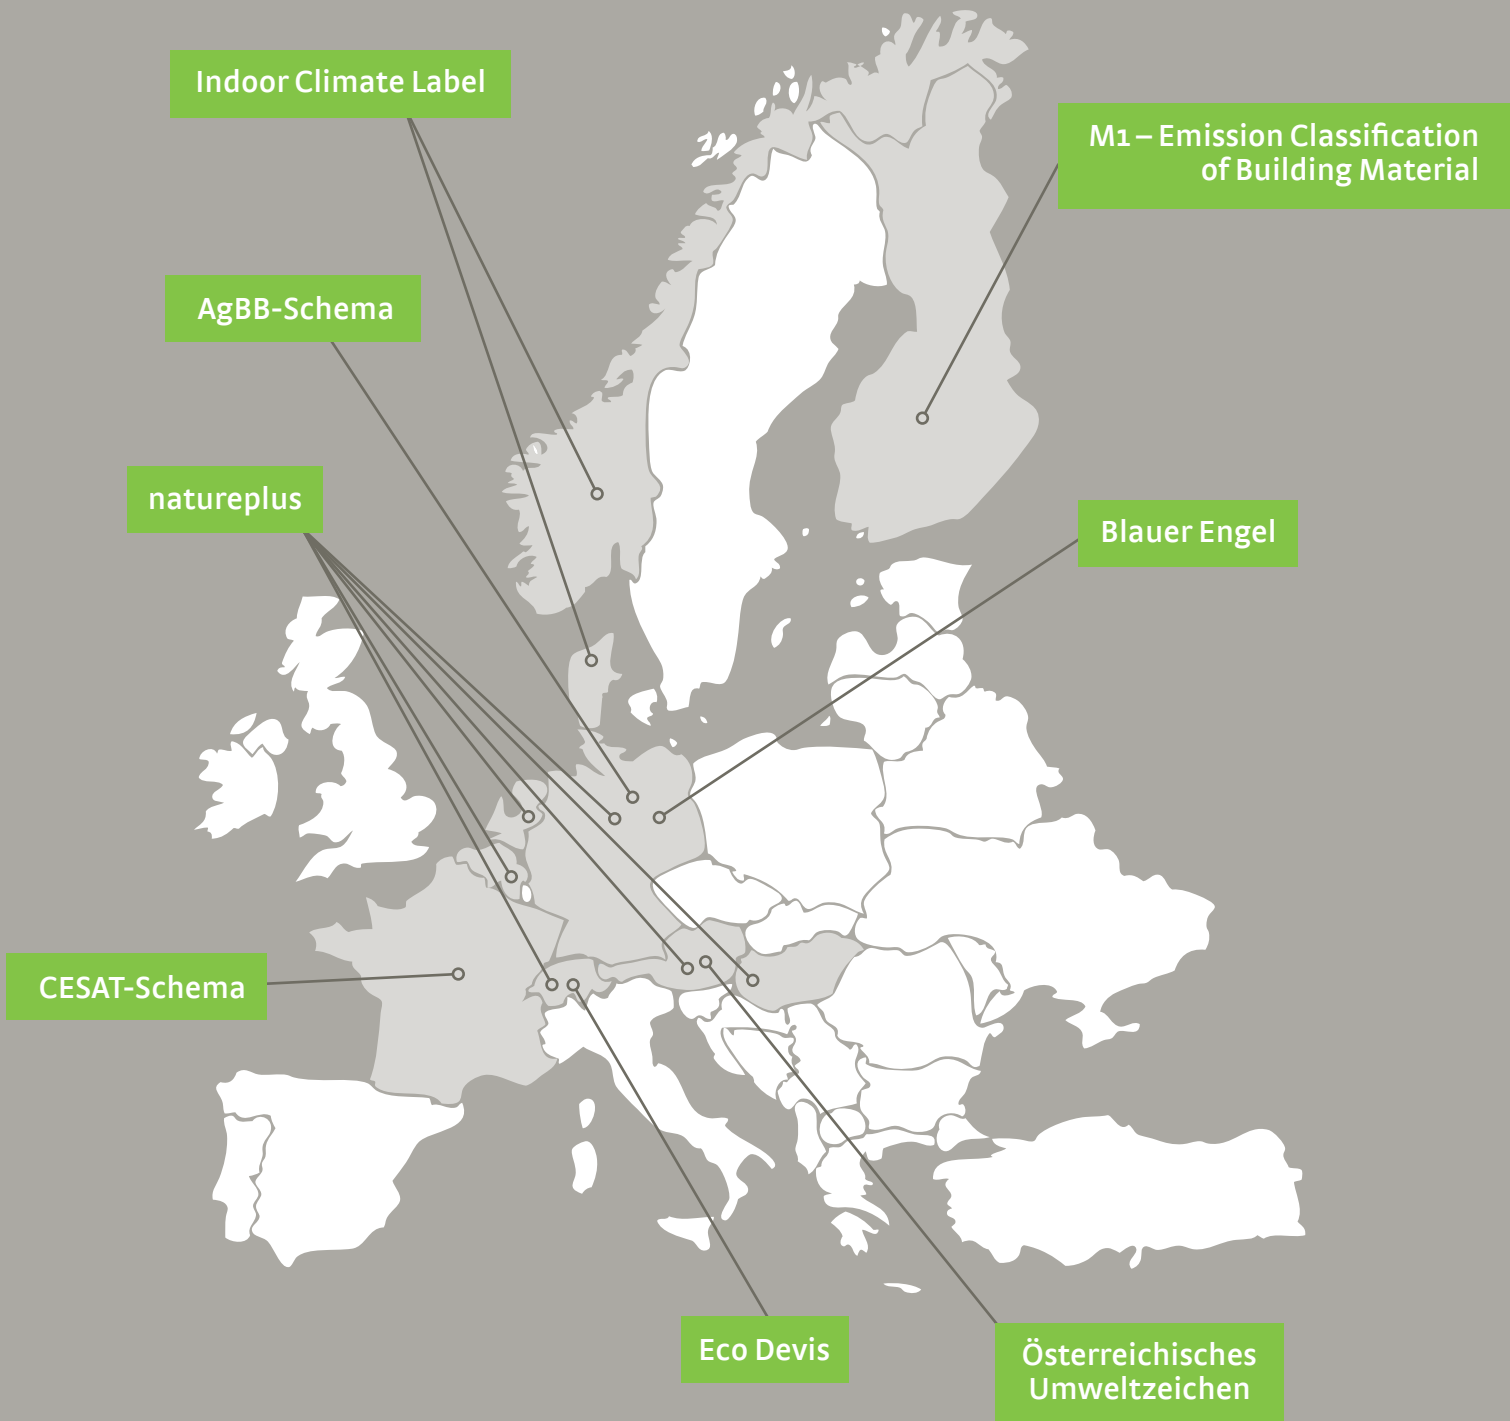 Indoor Climate Label
M1 – Emission Classification
of Building Material
AgBB-Schema
natureplus
Blauer Engel
CESAT-Schema
Eco Devis
Österreichisches
Umweltzeichen